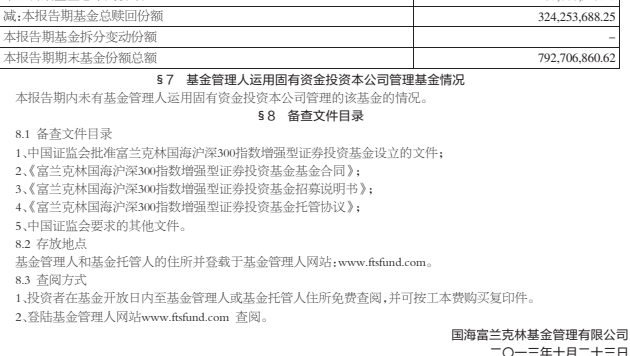 减:本报告期基金总赎回份额 324,253,688.25
本报告期基金拆分变动份额 –
本报告期期末基金份额总额 792,706,860.62
§7 基金管理人运用固有资金投资本公司管理基金情况
本报告期内未有基金管理人运用固有资金投资本公司管理的该基金的情况。
§8 备查文件目录
8.1 备查文件目录
1、中国证监会批准富兰克林国海沪深300指数增强型证券投资基金设立的文件；
2、《富兰克林国海沪深300指数增强型证券投资基金基金合同》；
3、《富兰克林国海沪深300指数增强型证券投资基金招募说明书》；
4、《富兰克林国海沪深300指数增强型证券投资基金托管协议》；
5、中国证监会要求的其他文件。
8.2 存放地点
基金管理人和基金托管人的住所并登载于基金管理人网站:www.ftsfund.com。
8.3 查阅方式
1、投资者在基金开放日内至基金管理人或基金托管人住所免费查阅,并可按工本费购买复印件。
2、登陆基金管理人网站www.ftsfund.com 查阅。
国海富兰克林基金管理有限公司
二〇一三年十月二十三日